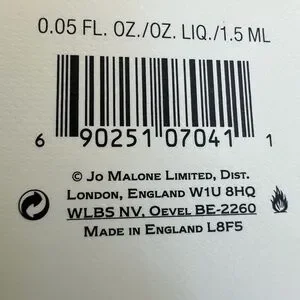 0.05 FL. OZ./OZ. LIQ./1.5 ML
6 90251 07041 1
© JO MALONE LIMITED, DIST.
LONDON, ENGLAND W1U 8HQ
WLBS NV, OEVEL BE-2260
MADE IN ENGLAND L8F5